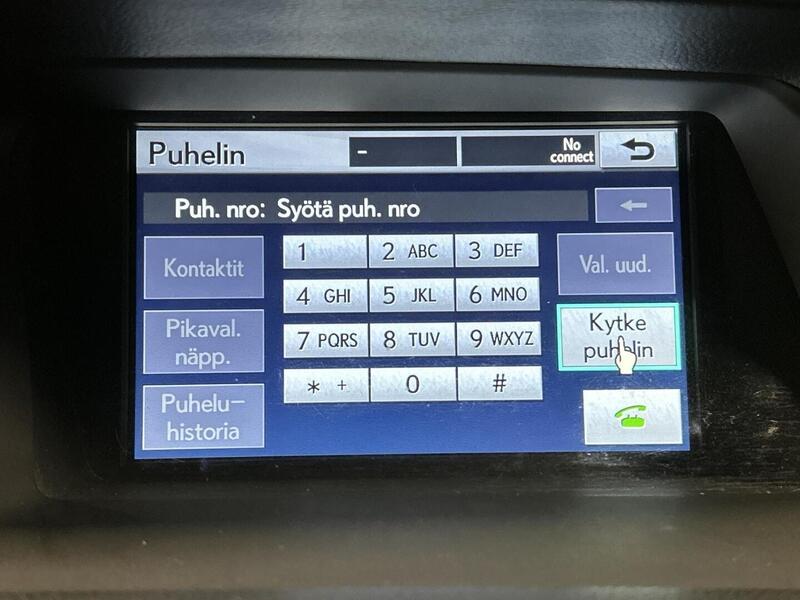 Puhelin
-
No
connect
Puh. nro: Syötä puh. nro
Kontaktit
1
2 ABC
3 DEF
Val. uud.
4 GHI
5 JKL
6 MNO
Pikaval.
näpp.
7 PQRS
8 TUV
9 WXYZ
Kytke
puhelin
* +
0
#
Puhelu-
historia